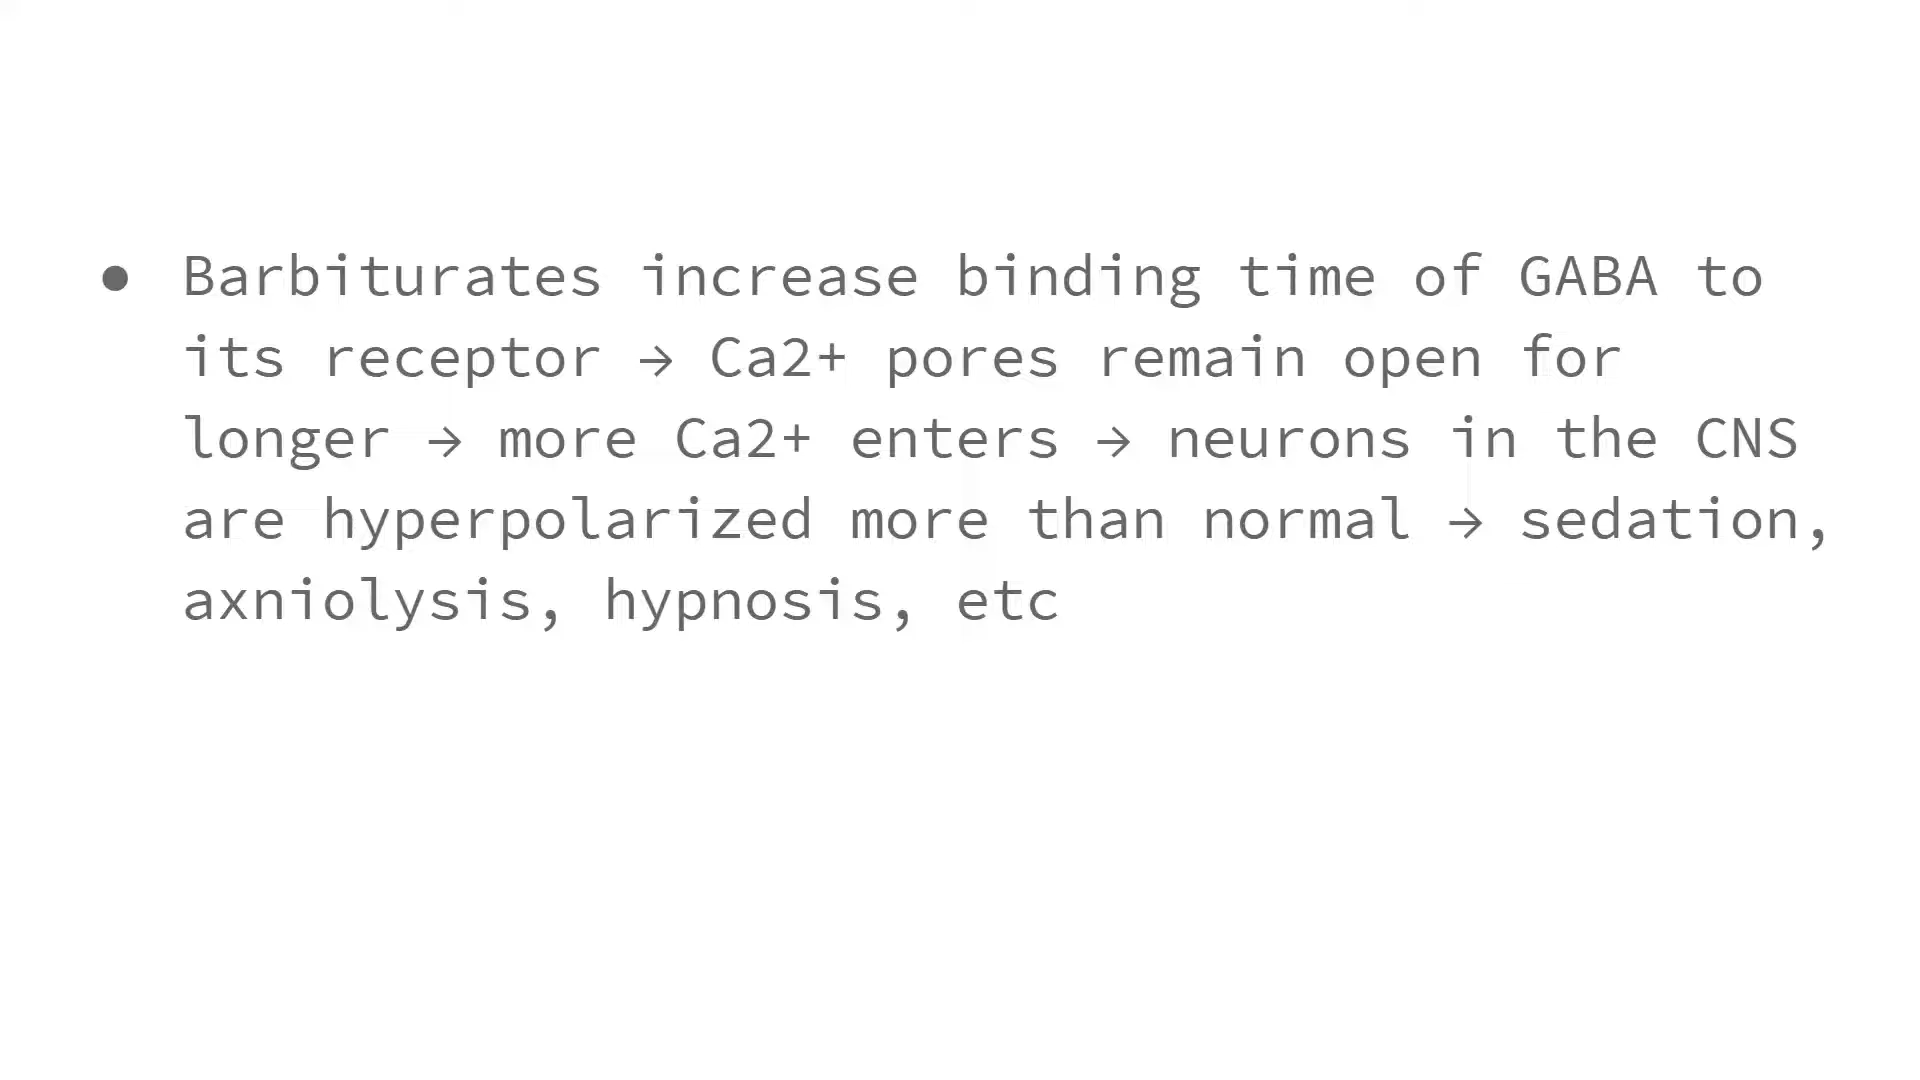 ● Barbiturates increase binding time of GABA to
its receptor → Ca2+ pores remain open for
longer → more Ca2+ enters → neurons in the CNS
are hyperpolarized more than normal → sedation,
axniolysis, hypnosis, etc